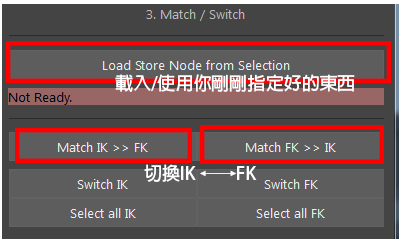 3. Match / Switch
Load Store Node from Selection
載入/使用你剛剛指定好的東西
Not Ready.
Match IK >> FK
Match FK >> IK
切換IK ⟷ FK
Switch IK
Switch FK
Select all IK
Select all FK